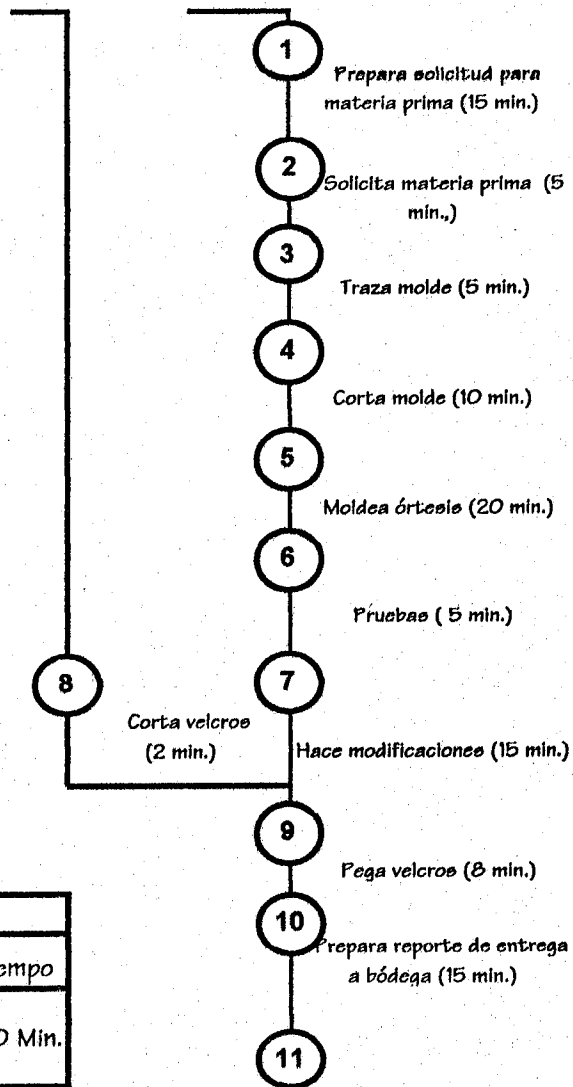 1
Prepara solicitud para
materia prima (15 min.)
2
Solicita materia prima (5
min.,)
3
Traza molde (5 min.)
4
Corta molde (10 min.)
5
Moldea órtesis (20 min.)
6
Pruebas ( 5 min.)
8
7
Corta velcros
(2 min.)
Hace modificaciones (15 min.)
9
Pega velcros (8 min.)
10
Prepara reporte de entrega
a bódega (15 min.)
11
Min.